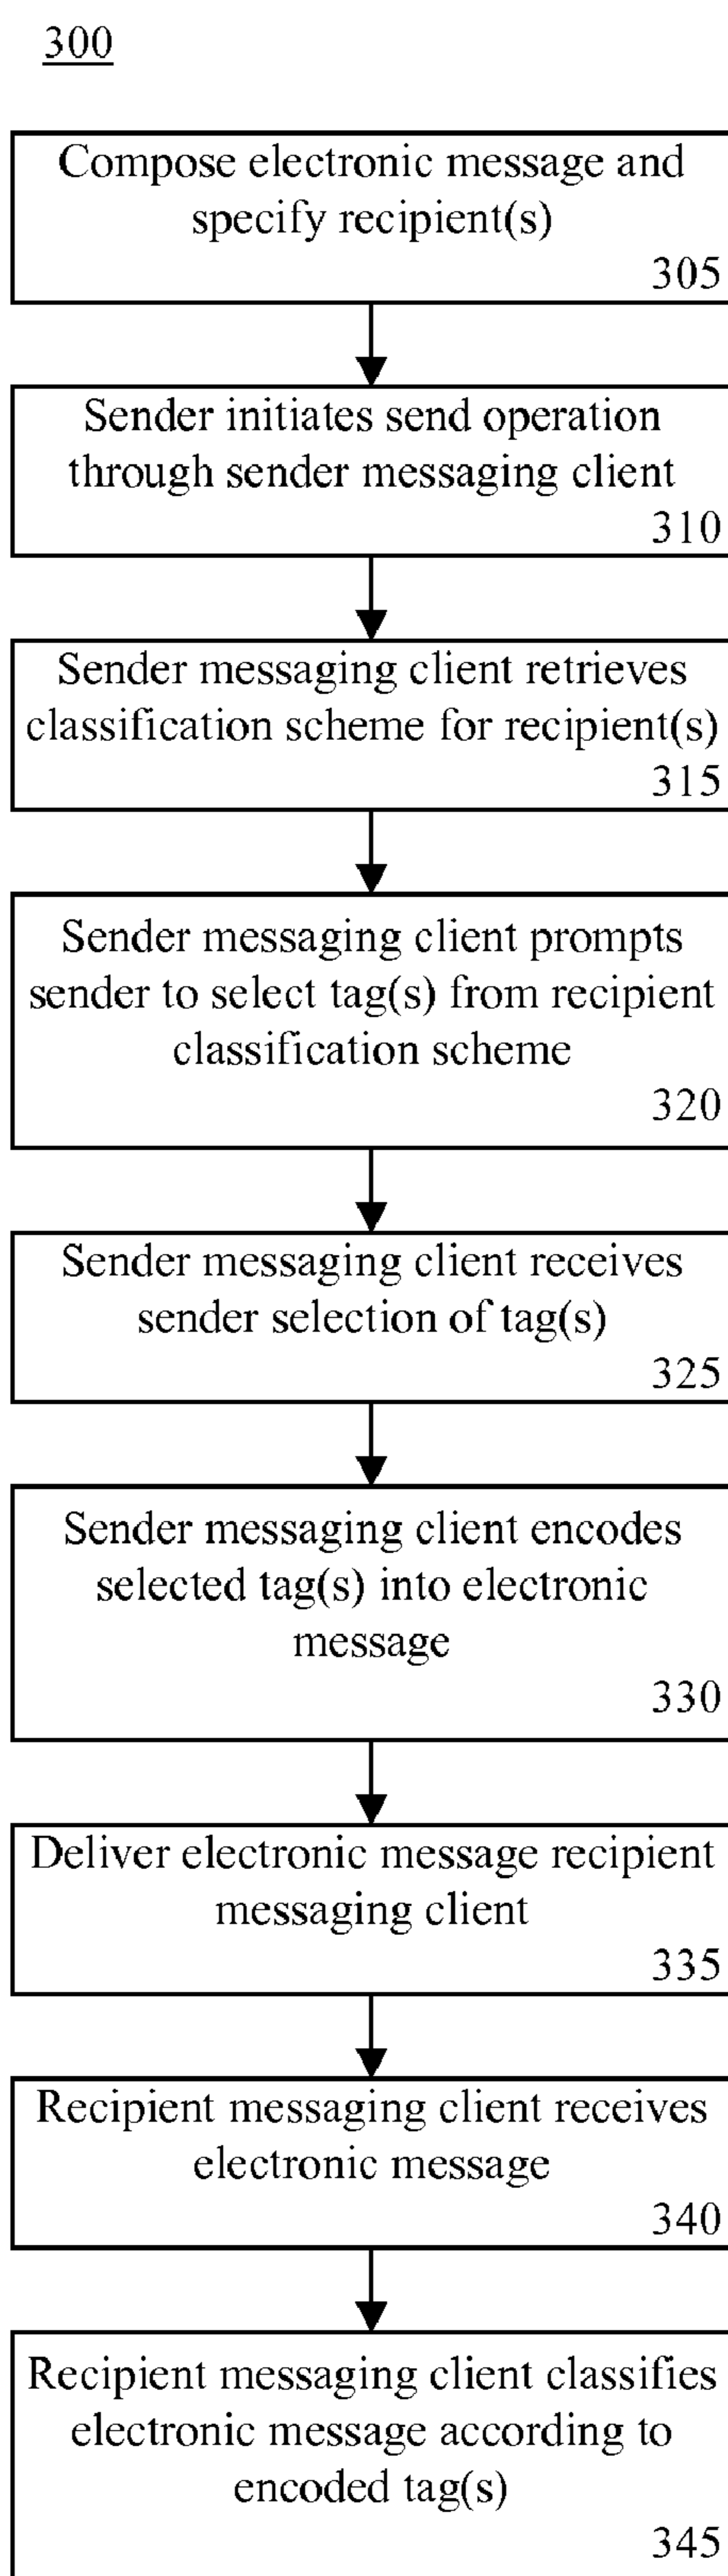 300
Compose electronic message and
specify recipient(s)
305
Sender initiates send operation
through sender messaging client
310
Sender messaging client retrieves
classification scheme for recipient(s)
315
Sender messaging client prompts
sender to select tag(s) from recipient
classification scheme
320
Sender messaging client receives
sender selection of tag(s)
325
Sender messaging client encodes
selected tag(s) into electronic
message
330
Deliver electronic message recipient
messaging client
335
Recipient messaging client receives
electronic message
340
Recipient messaging client classifies
electronic message according to
encoded tag(s)
345